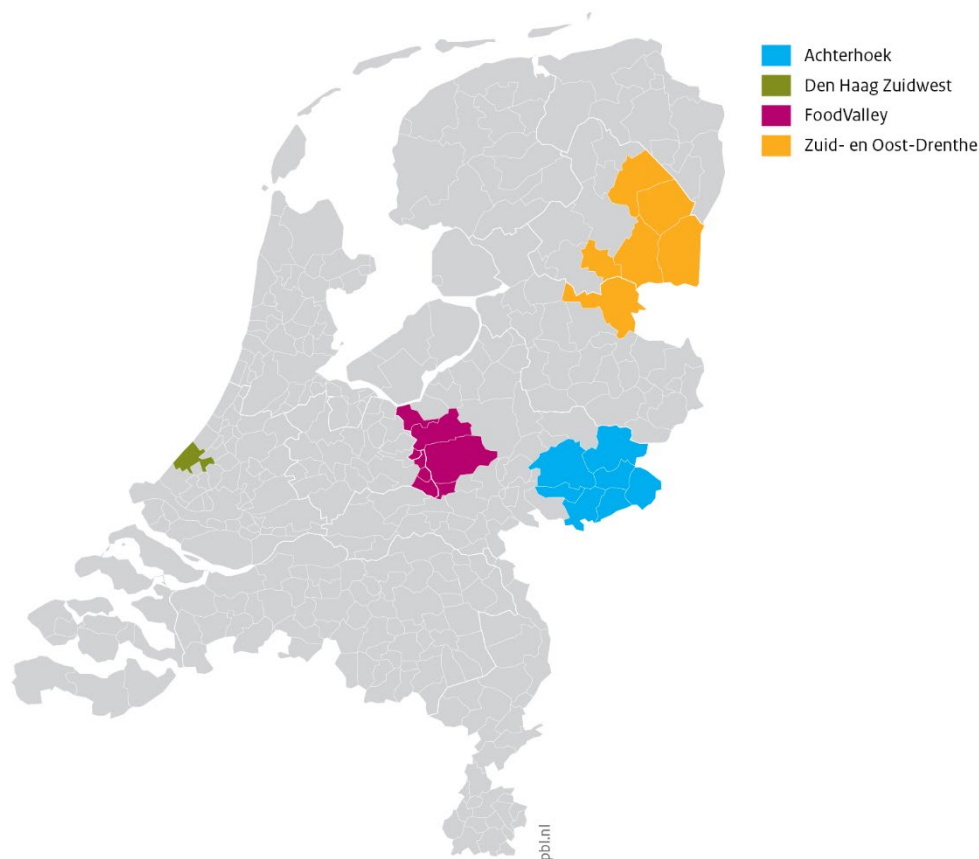 Achterhoek
Den Haag Zuidwest
FoodValley
Zuid- en Oost-Drenthe
pbl.nl